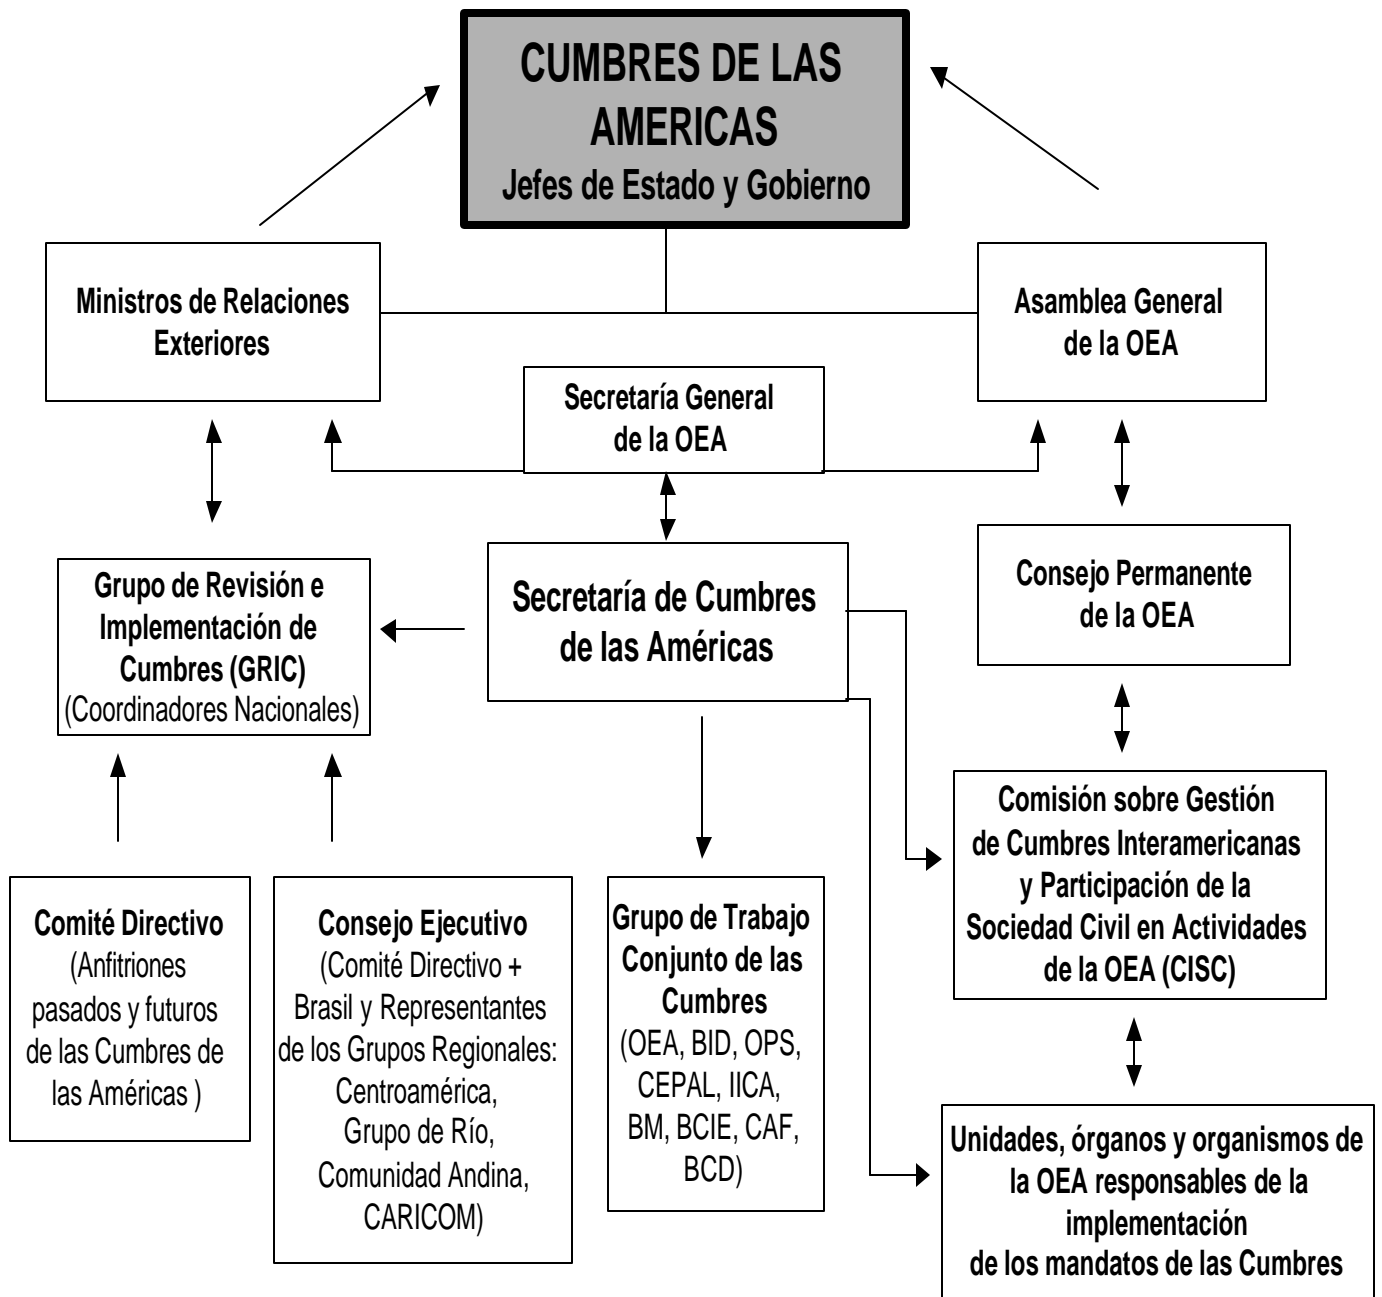 CUMBRES DE LAS
AMERICAS
Jefes de Estado y Gobierno
Ministros de Relaciones
Exteriores
Asamblea General
de la OEA
Secretaría General
de la OEA
Grupo de Revisión e
Implementación de
Cumbres (GRIC)
(Coordinadores Nacionales)
Secretaría de Cumbres
de las Américas
Consejo Permanente
de la OEA
Comisión sobre Gestión
de Cumbres Interamericanas
y Participación de la
Sociedad Civil en Actividades
de la OEA (CISC)
Comité Directivo
(Anfitriones
pasados y futuros
de las Cumbres de
las Américas )
Consejo Ejecutivo
(Comité Directivo +
Brasil y Representantes
de los Grupos Regionales:
Centroamérica,
Grupo de Río,
Comunidad Andina,
CARICOM)
Grupo de Trabajo
Conjunto de las
Cumbres
(OEA, BID, OPS,
CEPAL, IICA,
BM, BCIE, CAF,
BCD)
Unidades, órganos y organismos de
la OEA responsables de la
implementación
de los mandatos de las Cumbres